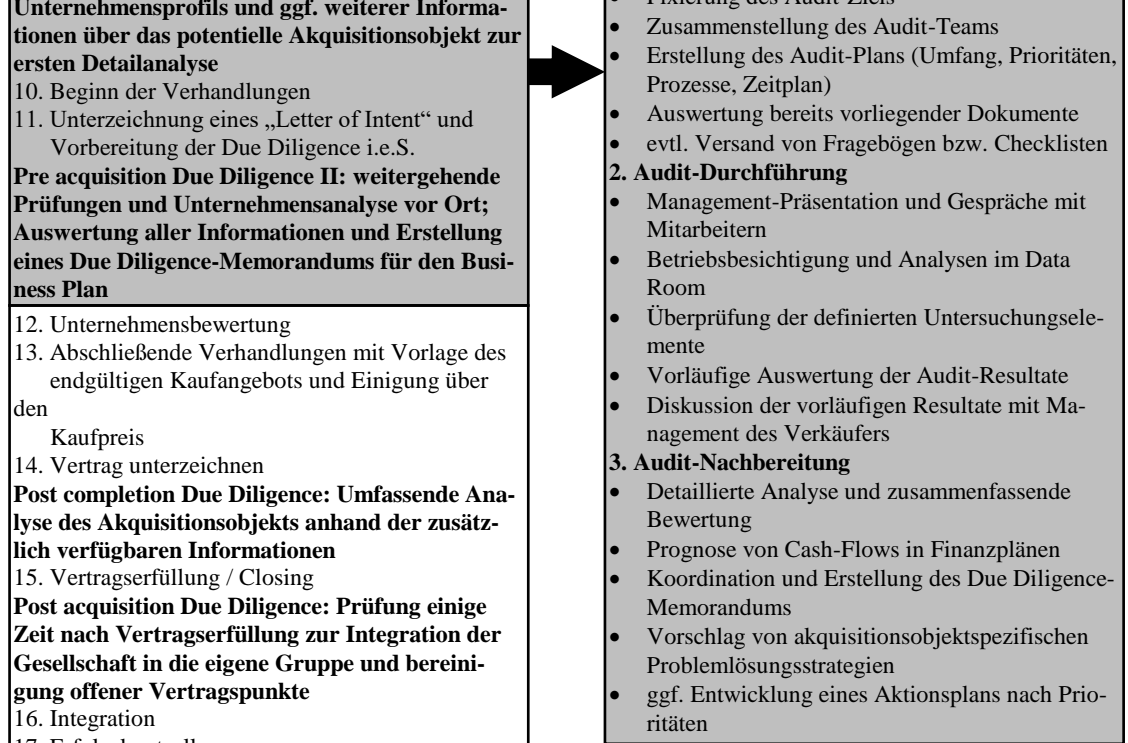 Unternehmensprofils und ggf. weiterer Informa-
tionen über das potentielle Akquisitionsobjekt zur
ersten Detailanalyse
10. Beginn der Verhandlungen
11. Unterzeichnung eines „Letter of Intent“ und
Vorbereitung der Due Diligence i.e.S.
Pre acquisition Due Diligence II: weitergehende
Prüfungen und Unternehmensanalyse vor Ort;
Auswertung aller Informationen und Erstellung
eines Due Diligence-Memorandums für den Busi-
ness Plan
12. Unternehmensbewertung
13. Abschließende Verhandlungen mit Vorlage des
endgültigen Kaufangebots und Einigung über
den
Kaufpreis
14. Vertrag unterzeichnen
Post completion Due Diligence: Umfassende Ana-
lyse des Akquisitionsobjekts anhand der zusätz-
lich verfügbaren Informationen
15. Vertragserfüllung / Closing
Post acquisition Due Diligence: Prüfung einige
Zeit nach Vertragserfüllung zur Integration der
Gesellschaft in die eigene Gruppe und bereini-
gung offener Vertragspunkte
16. Integration
• Fixierung des Audit-Ziels
• Zusammenstellung des Audit-Teams
• Erstellung des Audit-Plans (Umfang, Prioritäten,
Prozesse, Zeitplan)
• Auswertung bereits vorliegender Dokumente
• evtl. Versand von Fragebögen bzw. Checklisten
2. Audit-Durchführung
• Management-Präsentation und Gespräche mit
Mitarbeitern
• Betriebsbesichtigung und Analysen im Data
Room
• Überprüfung der definierten Untersuchungsele-
mente
• Vorläufige Auswertung der Audit-Resultate
• Diskussion der vorläufigen Resultate mit Ma-
nagement des Verkäufers
3. Audit-Nachbereitung
• Detaillierte Analyse und zusammenfassende
Bewertung
• Prognose von Cash-Flows in Finanzplänen
• Koordination und Erstellung des Due Diligence-
Memorandums
• Vorschlag von akquisitionsobjektspezifischen
Problemlösungsstrategien
• ggf. Entwicklung eines Aktionsplans nach Prio-
ritäten